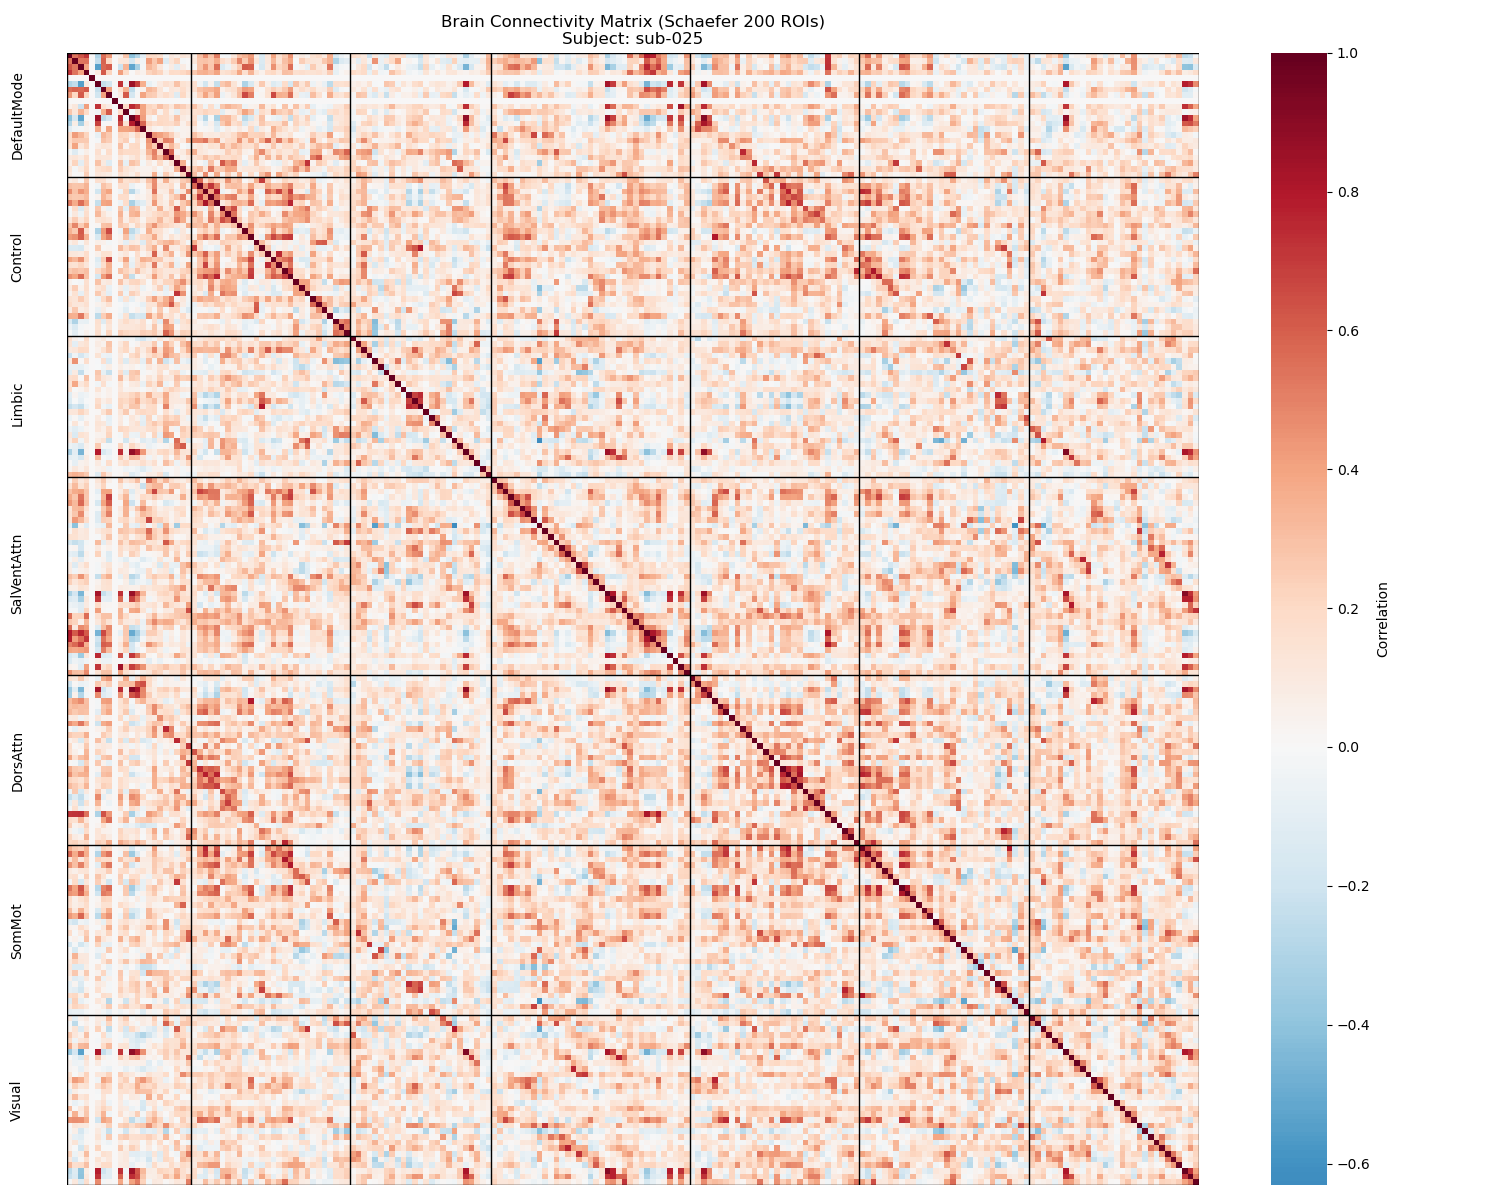 Brain Connectivity Matrix (Schaefer 200 ROIs)
Subject: sub-025
DefaultMode
Control
Limbic
SalVentAttn
DorsAttn
SomMot
Visual
1.0
0.8
0.6
0.4
0.2
0.0
−0.2
−0.4
−0.6
Correlation